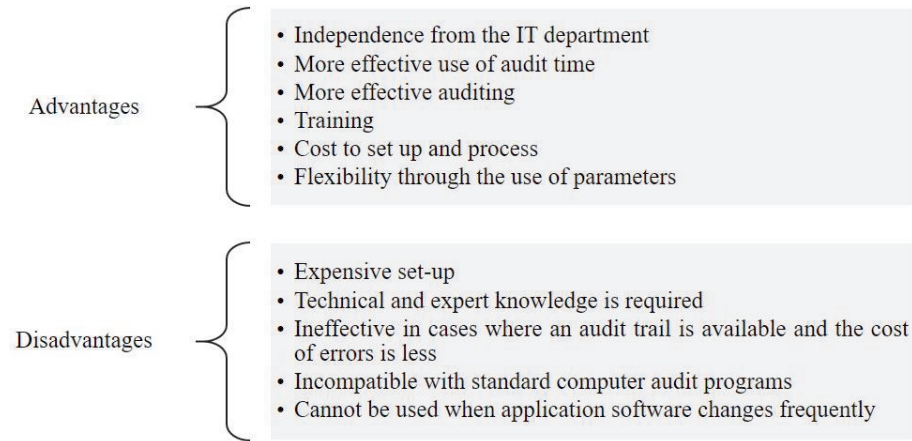 Advantages
• Independence from the IT department
• More effective use of audit time
• More effective auditing
• Training
• Cost to set up and process
• Flexibility through the use of parameters
Disadvantages
• Expensive set-up
• Technical and expert knowledge is required
• Ineffective in cases where an audit trail is available and the cost
of errors is less
• Incompatible with standard computer audit programs
• Cannot be used when application software changes frequently